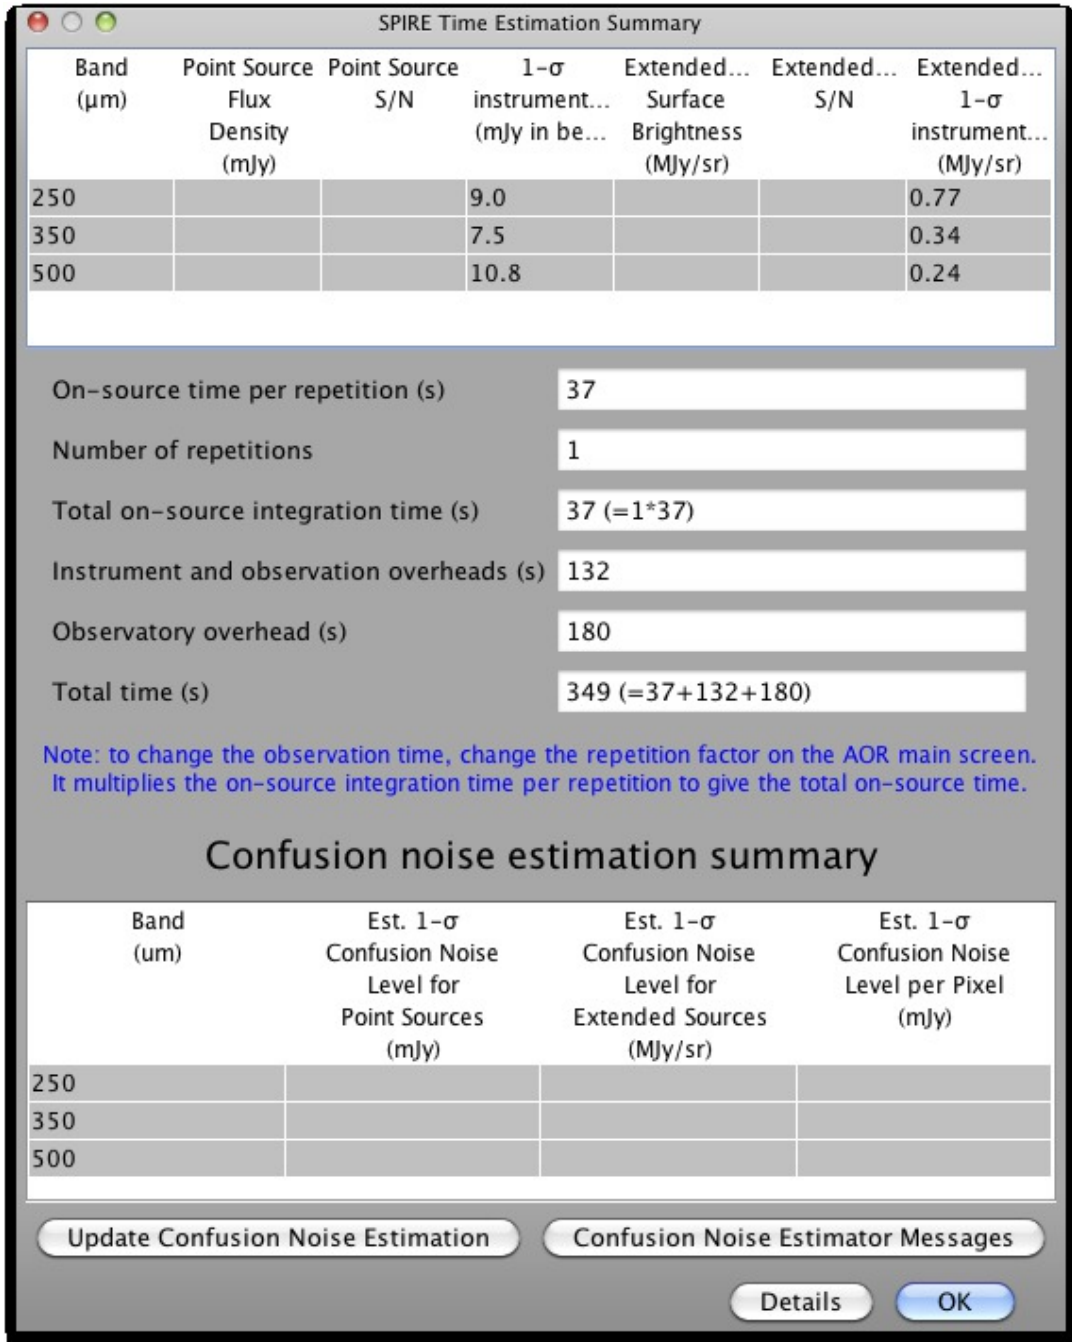 SPIRE Time Estimation Summary
Band Point Source Point Source 1-σ Extended... Extended... Extended...
(µm) Flux S/N instrument... Surface S/N 1-σ
Density (mJy in be... Brightness instrument...
(mJy) (MJy/sr) (MJy/sr)
250 9.0 0.77
350 7.5 0.34
500 10.8 0.24
On-source time per repetition (s) 37
Number of repetitions 1
Total on-source integration time (s) 37 (=1*37)
Instrument and observation overheads (s) 132
Observatory overhead (s) 180
Total time (s) 349 (=37+132+180)
Note: to change the observation time, change the repetition factor on the AOR main screen.
It multiplies the on-source integration time per repetition to give the total on-source time.
Confusion noise estimation summary
Band Est. 1-σ Est. 1-σ Est. 1-σ
(um) Confusion Noise Confusion Noise Confusion Noise
Level for Level for Level per Pixel
Point Sources Extended Sources (mJy)
(mJy) (MJy/sr)
250
350
500
Update Confusion Noise Estimation Confusion Noise Estimator Messages
Details OK